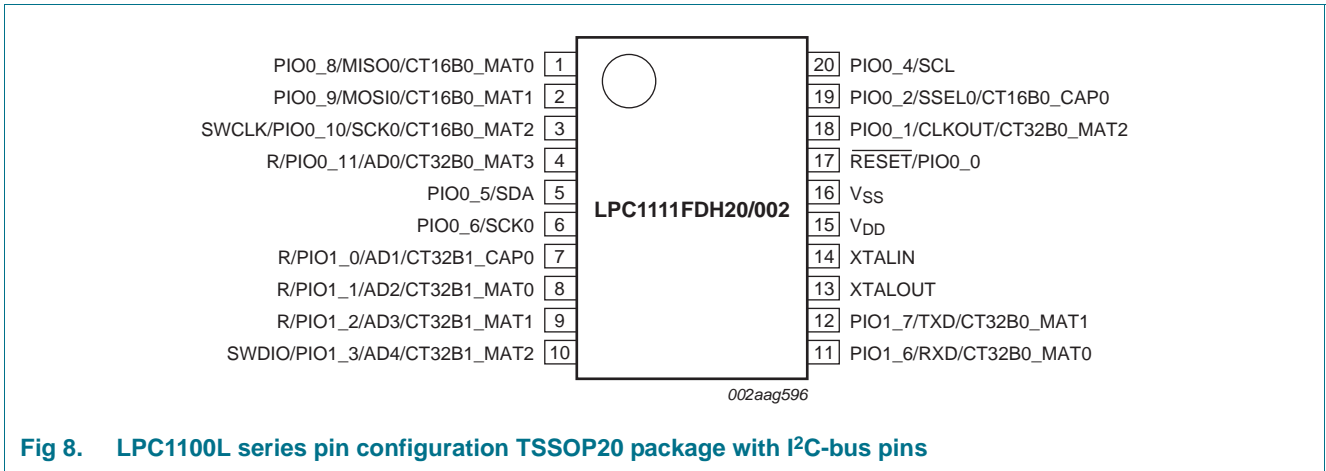 PIO0_8/MISO0/CT16B0_MAT0 1
PIO0_9/MOSI0/CT16B0_MAT1 2
SWCLK/PIO0_10/SCK0/CT16B0_MAT2 3
R/PIO0_11/AD0/CT32B0_MAT3 4
PIO0_5/SDA 5
PIO0_6/SCK0 6
R/PIO1_0/AD1/CT32B1_CAP0 7
R/PIO1_1/AD2/CT32B1_MAT0 8
R/PIO1_2/AD3/CT32B1_MAT1 9
SWDIO/PIO1_3/AD4/CT32B1_MAT2 10
LPC1111FDH20/002
20 PIO0_4/SCL
19 PIO0_2/SSEL0/CT16B0_CAP0
18 PIO0_1/CLKOUT/CT32B0_MAT2
17 RESET/PIO0_0
16 VSS
15 VDD
14 XTALIN
13 XTALOUT
12 PIO1_7/TXD/CT32B0_MAT1
11 PIO1_6/RXD/CT32B0_MAT0
002aag596
Fig 8. LPC1100L series pin configuration TSSOP20 package with I2C-bus pins